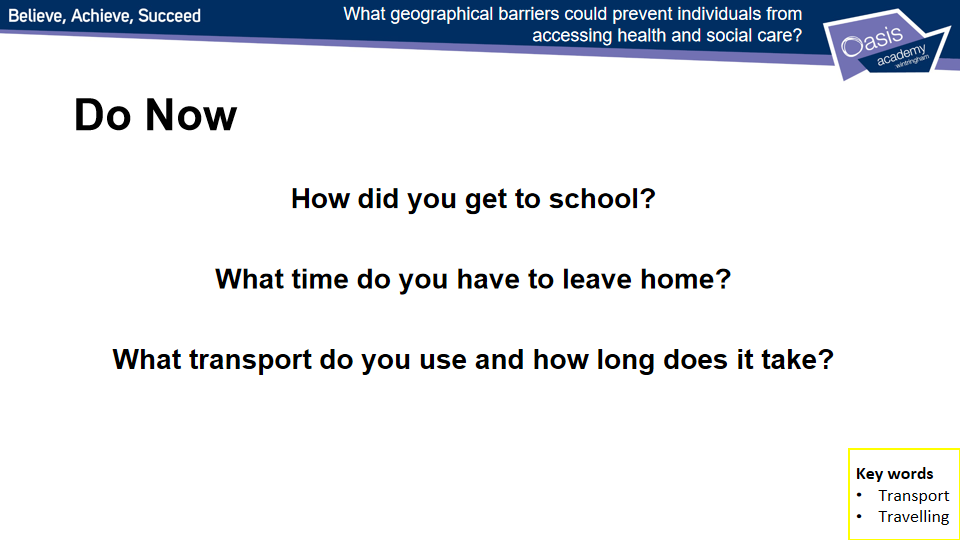 Believe, Achieve, Succeed
What geographical barriers could prevent individuals from
accessing health and social care?
Oasis
academy
wintringham
Do Now
How did you get to school?
What time do you have to leave home?
What transport do you use and how long does it take?
Key words
• Transport
• Travelling